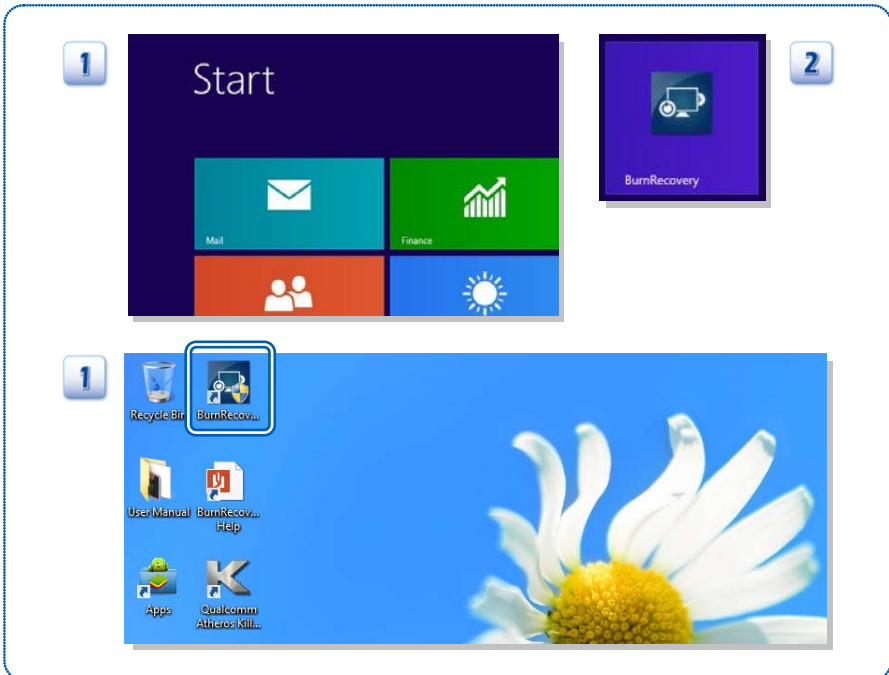 1
Start
2
Mail
Finance
BurnRecovery
1
Recycle Bin
BurnRecov...
User Manual
BurnRecov...
Help
Apps
Qualcomm
Atheros Kill...